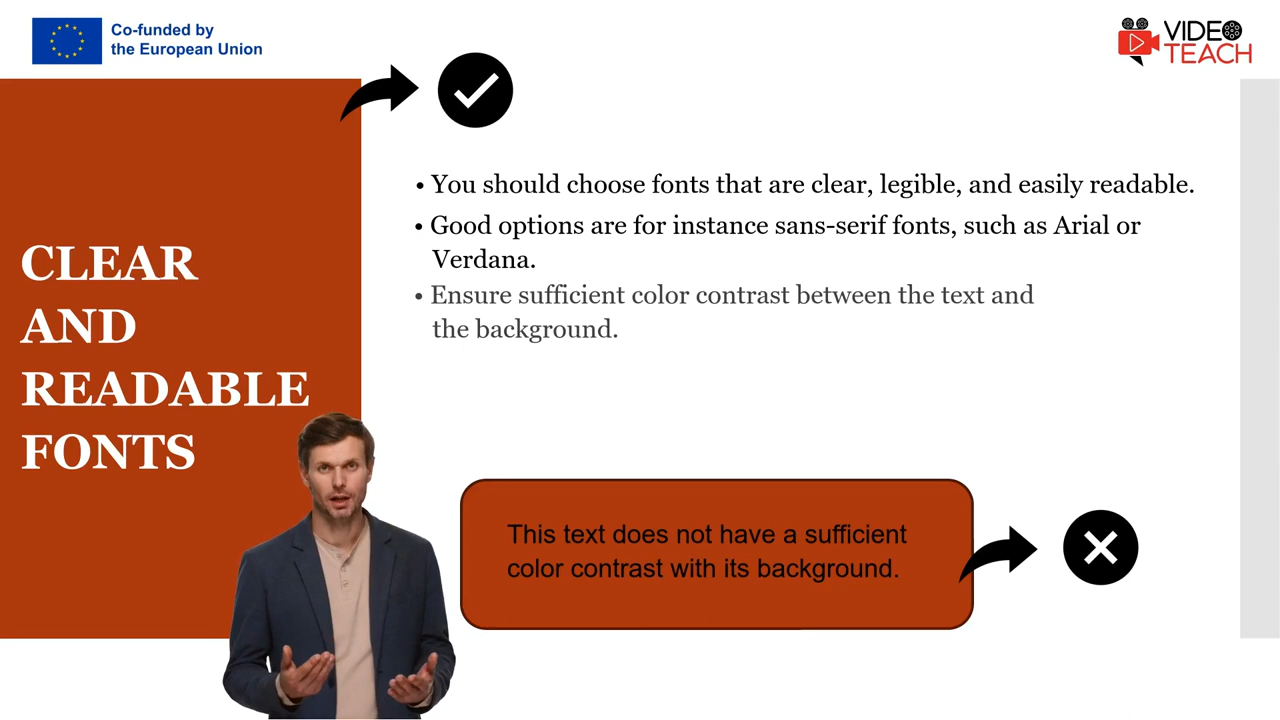 Co-funded by
the European Union
VIDEO
TEACH
CLEAR
AND
READABLE
FONTS
• You should choose fonts that are clear, legible, and easily readable.
• Good options are for instance sans-serif fonts, such as Arial or
Verdana.
• Ensure sufficient color contrast between the text and
the background.
This text does not have a sufficient
color contrast with its background.